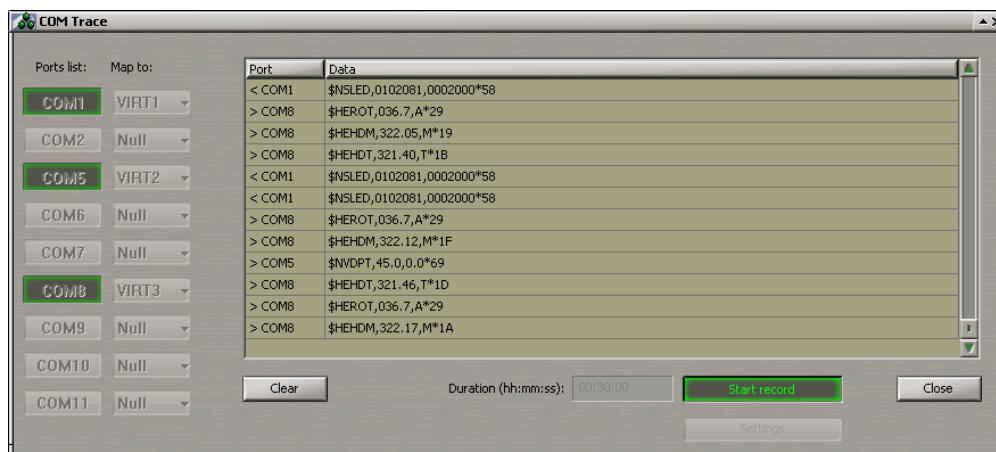 COM Trace
Ports list: Map to:
COM1 VIRT1
COM2 Null
COM5 VIRT2
COM6 Null
COM7 Null
COM8 VIRT3
COM9 Null
COM10 Null
COM11 Null
Port Data
< COM1 $NSLED,0102081,0002000*58
> COM8 $HEROT,036.7,A*29
> COM8 $HEHDM,322.05,M*19
> COM8 $HEHDT,321.40,T*1B
< COM1 $NSLED,0102081,0002000*58
< COM1 $NSLED,0102081,0002000*58
> COM8 $HEROT,036.7,A*29
> COM8 $HEHDM,322.12,M*1F
> COM5 $NVDPT,45.0,0.0*69
> COM8 $HEHDT,321.46,T*1D
> COM8 $HEROT,036.7,A*29
> COM8 $HEHDM,322.17,M*1A
Clear Duration (hh:mm:ss): 00:30:00 Start record Close
Settings